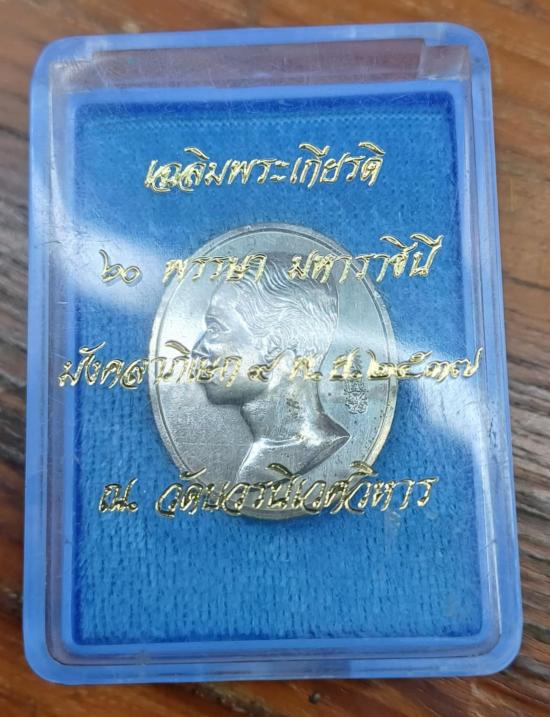 เฉลิมพระเกียรติ
๖๐ พรรษา มหาราชินี
มังคลาภิเษก ๙ พ.ย. ๒๕๓๗
ณ. วัดบวรนิเวศวิหาร